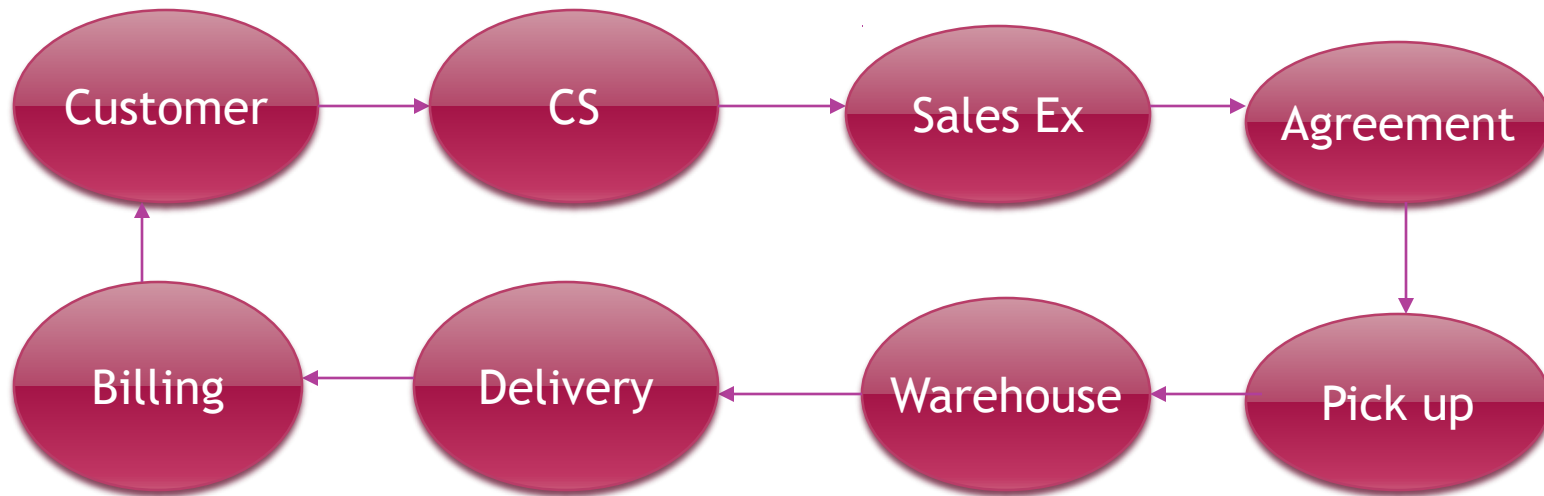 Customer
CS
Sales Ex
Agreement
Billing
Delivery
Warehouse
Pick up